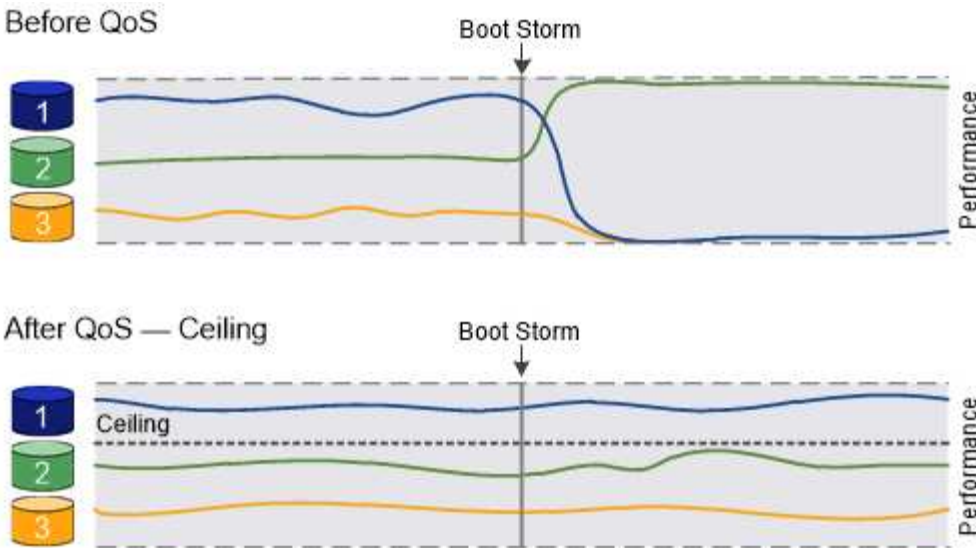 Before QoS
Boot Storm
1
2
3
Performance
After QoS — Ceiling
Boot Storm
1
Ceiling
2
3
Performance